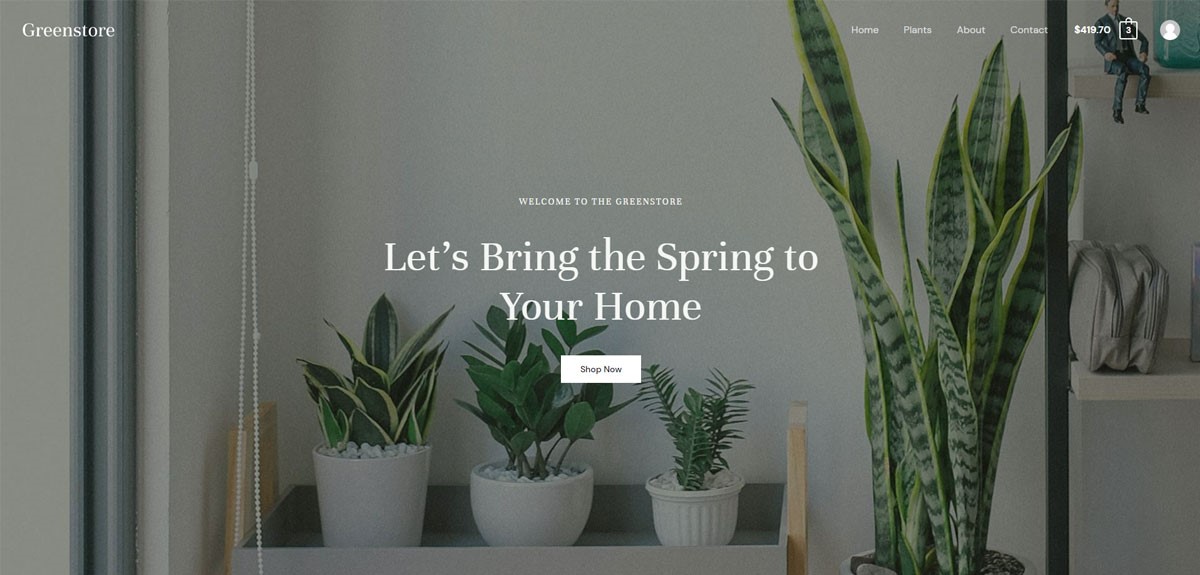 Greenstore
Home Plants About Contact $419.70 3
WELCOME TO THE GREENSTORE
Let’s Bring the Spring to
Your Home
Shop Now